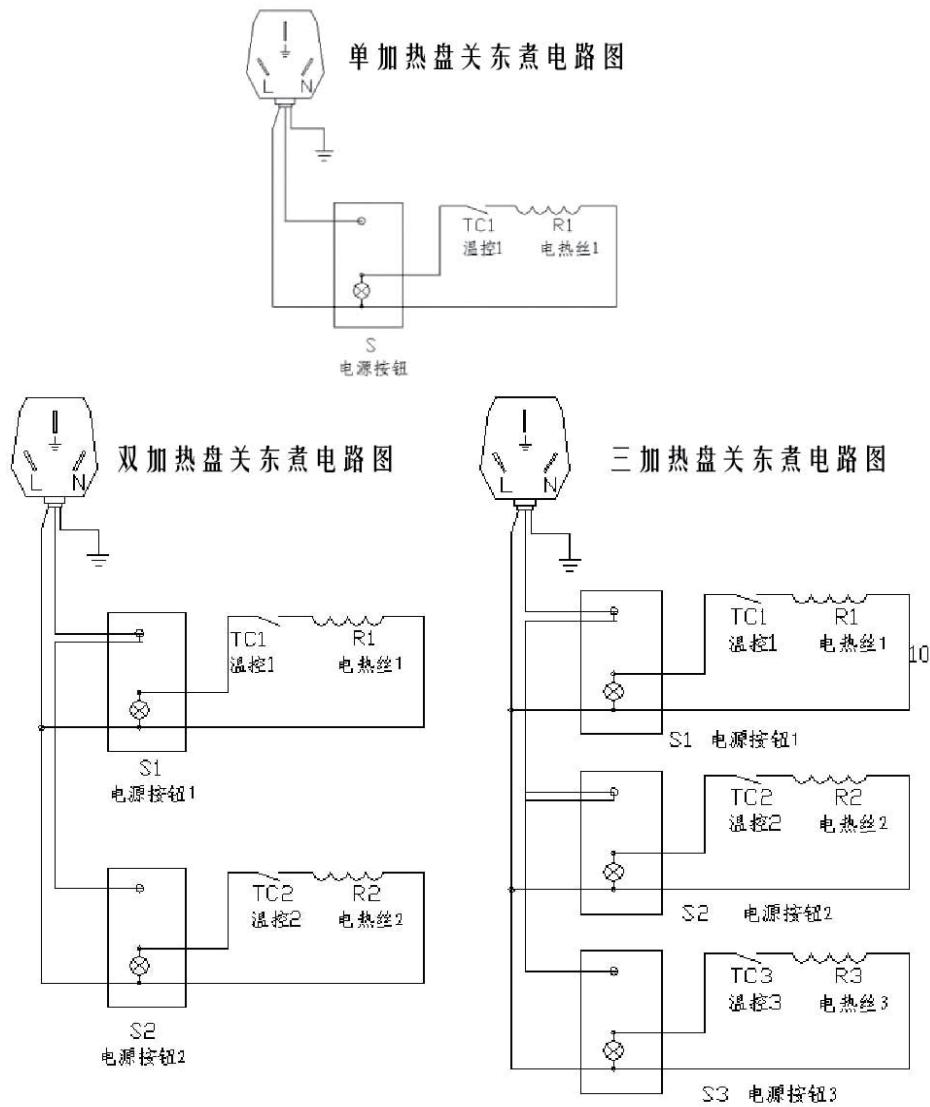 单加热盘关东煮电路图
L N
TC1 R1
温控1 电热丝1
S
电源按钮
双加热盘关东煮电路图
L N
TC1 R1
温控1 电热丝1
S1
电源按钮1
TC2 R2
温控2 电热丝2
S2
电源按钮2
三加热盘关东煮电路图
L N
TC1 R1
温控1 电热丝1
10
S1 电源按钮1
TC2 R2
温控2 电热丝2
S2 电源按钮2
TC3 R3
温控3 电热丝3
S3 电源按钮3